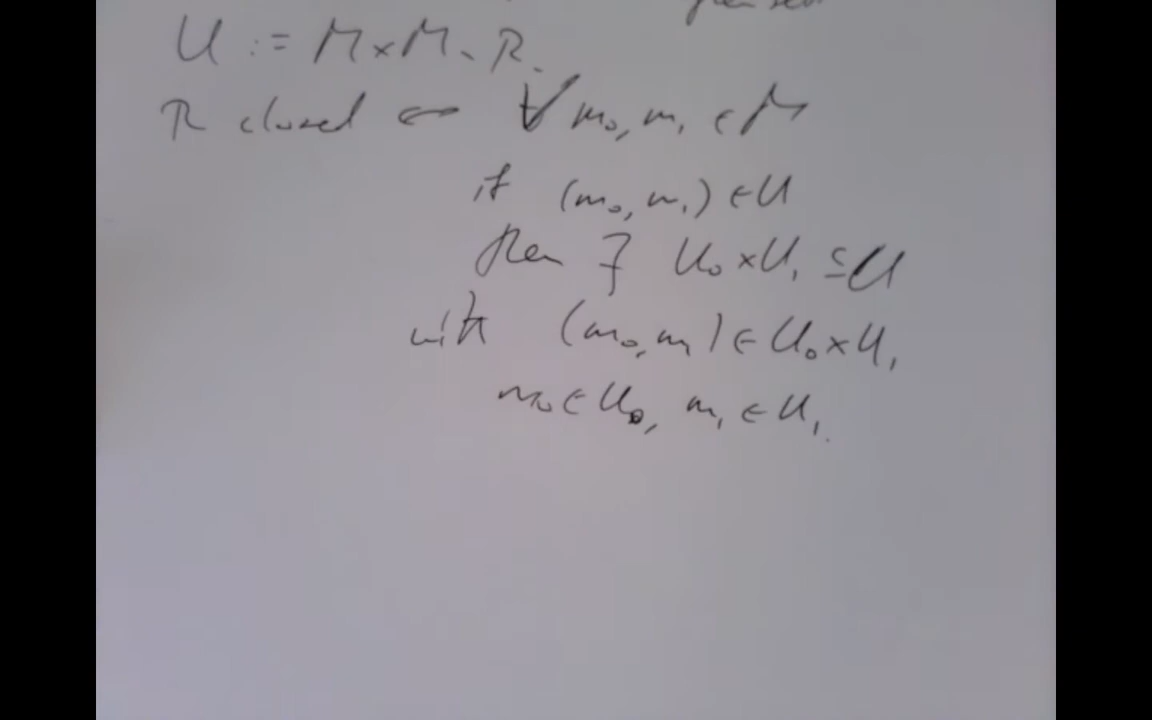 U := M × M \ R.
R closed ⇔ ∀ m₀, m₁ ∈ M
if (m₀, m₁) ∈ U
then ∃ U₀ × U₁ ⊆ U
with (m₀, m₁) ∈ U₀ × U₁
m₀ ∈ U₀, m₁ ∈ U₁.